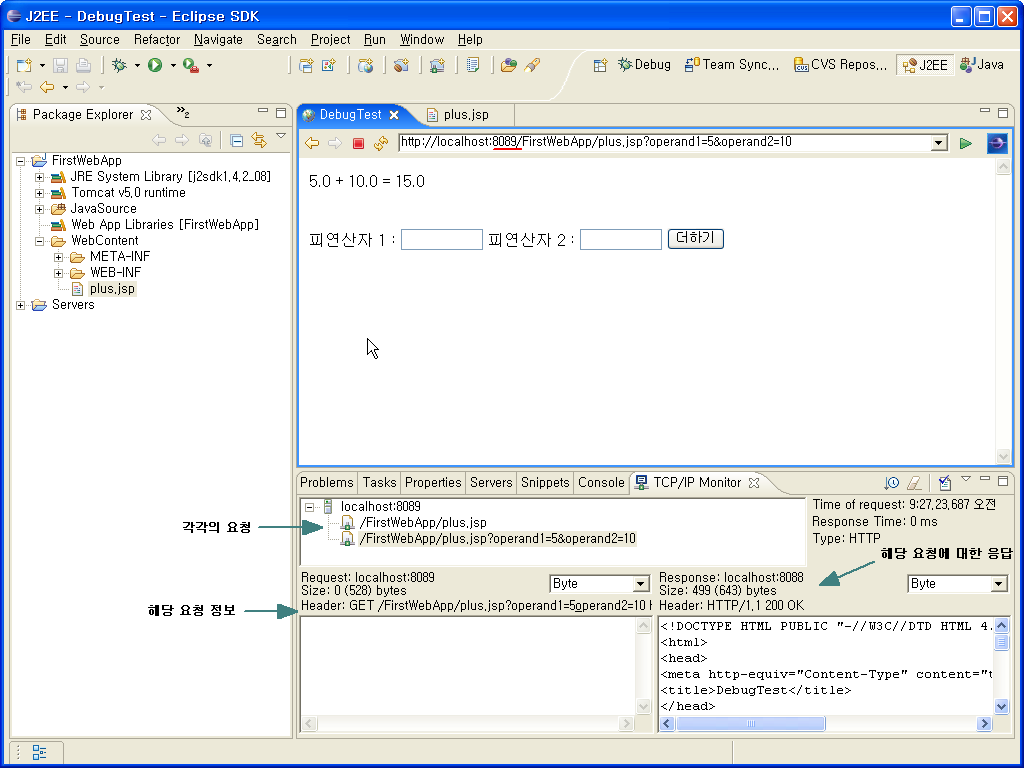 J2EE - DebugTest - Eclipse SDK
File Edit Source Refactor Navigate Search Project Run Window Help
Debug Team Sync... CVS Repos... J2EE Java
Package Explorer
2
DebugTest
plus.jsp
http://localhost:8089/FirstWebApp/plus.jsp?operand1=5&operand2=10
FirstWebApp
JRE System Library [j2sdk1.4.2_08]
Tomcat v5.0 runtime
JavaSource
Web App Libraries [FirstWebApp]
WebContent
META-INF
WEB-INF
plus.jsp
Servers
5.0 + 10.0 = 15.0
피연산자 1 : 피연산자 2 : 더하기
Problems Tasks Properties Servers Snippets Console TCP/IP Monitor
localhost:8089
/FirstWebApp/plus.jsp
/FirstWebApp/plus.jsp?operand1=5&operand2=10
Time of request: 9:27.23.687 오전
Response Time: 0 ms
Type: HTTP
각각의 요청
해당 요청에 대한 응답
해당 요청 정보
Request: localhost:8089
Size: 0 (528) bytes
Header: GET /FirstWebApp/plus.jsp?operand1=5operand2=10
Byte
Response: localhost:8088
Size: 499 (643) bytes
Header: HTTP/1.1 200 OK
Byte
<!DOCTYPE HTML PUBLIC "-//W3C//DTD HTML 4.
<html>
<head>
<meta http-equiv="Content-Type" content="t
<title>DebugTest</title>
</head>